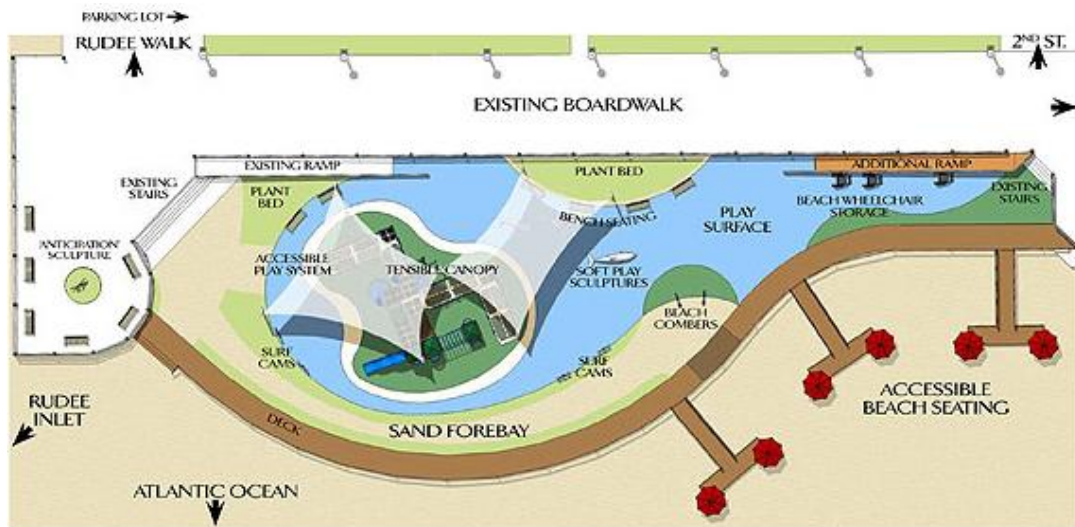 PARKING LOT
RUDEE WALK
2ND ST.
EXISTING BOARDWALK
EXISTING RAMP
PLANT BED
ADDITIONAL RAMP
EXISTING
STAIRS
PLANT
BED
BENCH SEATING
PLAY
SURFACE
BEACH WHEELCHAIR
STORAGE
EXISTING
STAIRS
'ANTICIPATION'
SCULPTURE
ACCESSIBLE
PLAY SYSTEM
TENSIBLE CANOPY
SOFT PLAY
SCULPTURES
BEACH
COMBERS
SURF
CAMS
SURF
CAMS
RUDEE
INLET
DECK
SAND FOREBAY
ACCESSIBLE
BEACH SEATING
ATLANTIC OCEAN